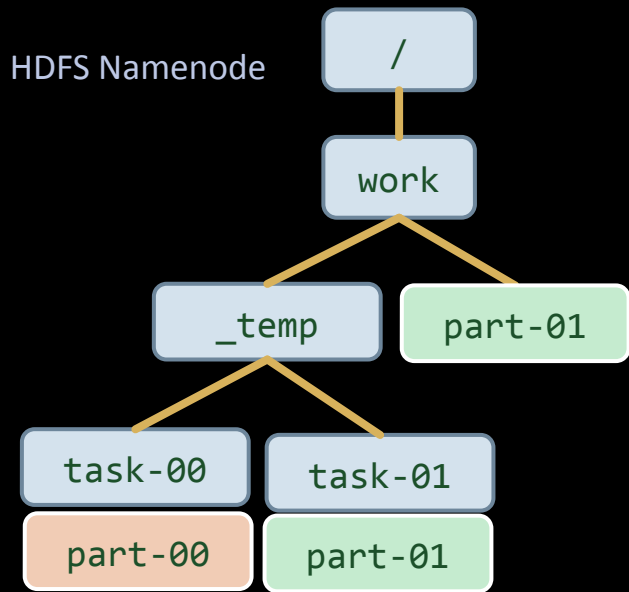 /
HDFS Namenode
work
_temp
part-01
task-00
task-01
part-00
part-01